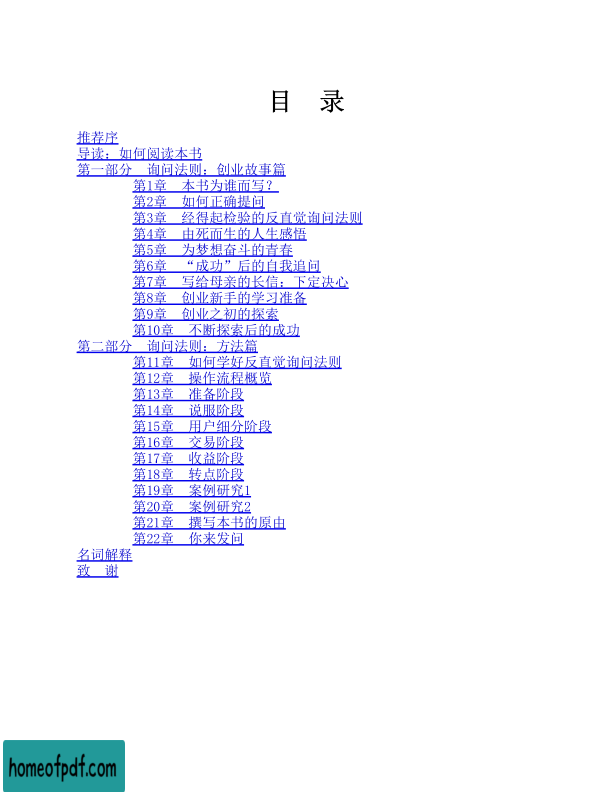 目 录
推荐序
导读：如何阅读本书
第一部分 询问法则：创业故事篇
第1章 本书为谁而写？
第2章 如何正确提问
第3章 经得起检验的反直觉询问法则
第4章 由死而生的人生感悟
第5章 为梦想奋斗的青春
第6章 “成功”后的自我追问
第7章 写给母亲的长信：下定决心
第8章 创业新手的学习准备
第9章 创业之初的探索
第10章 不断探索后的成功
第二部分 询问法则：方法篇
第11章 如何学好反直觉询问法则
第12章 操作流程概览
第13章 准备阶段
第14章 说服阶段
第15章 用户细分阶段
第16章 交易阶段
第17章 收益阶段
第18章 转点阶段
第19章 案例研究1
第20章 案例研究2
第21章 撰写本书的原由
第22章 你来发问
名词解释
致 谢
homeofpdf.com